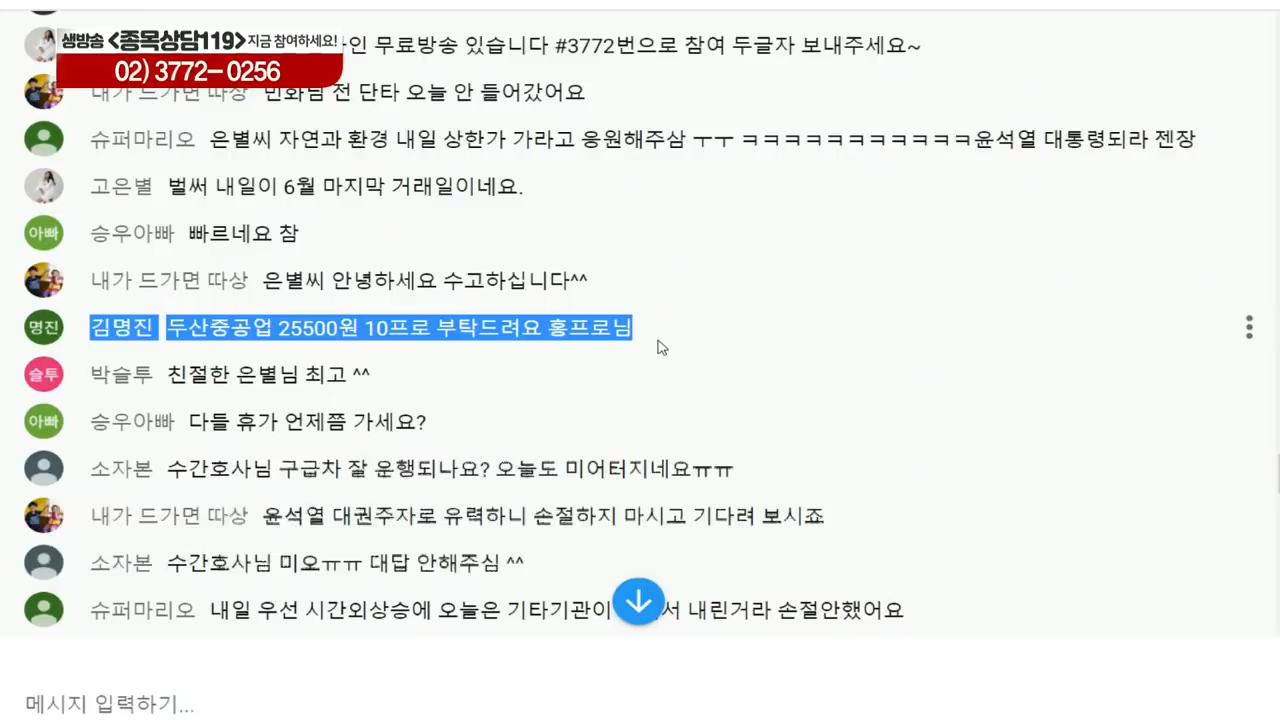 생방송 <종목상담119> 지금 참여하세요!
02) 3772-0256
인 무료방송 있습니다 #3772번으로 참여 두글자 보내주세요~
내가 드가면 따상 민화님 전 단타 오늘 안 들어갔어요
슈퍼마리오 은별씨 자연과 환경 내일 상한가 가라고 응원해주삼 ㅜㅜ ㅋㅋㅋㅋㅋㅋㅋㅋㅋㅋㅋ윤석열 대통령되라 젠장
고은별 벌써 내일이 6월 마지막 거래일이네요.
아빠 승우아빠 빠르네요 참
내가 드가면 따상 은별씨 안녕하세요 수고하십니다^^
명진 김명진 두산중공업 25500원 10프로 부탁드려요 홍프로님
슬투 박슬투 친절한 은별님 최고 ^^
아빠 승우아빠 다들 휴가 언제쯤 가세요?
소자본 수간호사님 구급차 잘 운행되나요? 오늘도 미어터지네요ㅠㅠ
내가 드가면 따상 윤석열 대권주자로 유력하니 손절하지 마시고 기다려 보시죠
소자본 수간호사님 미오ㅠㅠ 대답 안해주심 ^^
슈퍼마리오 내일 우선 시간외상승에 오늘은 기타기관이 서 내린거라 손절안했어요
메시지 입력하기...